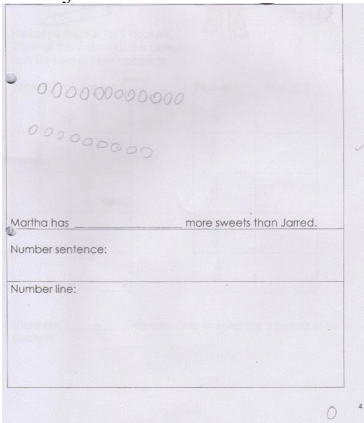 Martha has ______________ more sweets than Jarred.
Number sentence:
Number line:
0
4